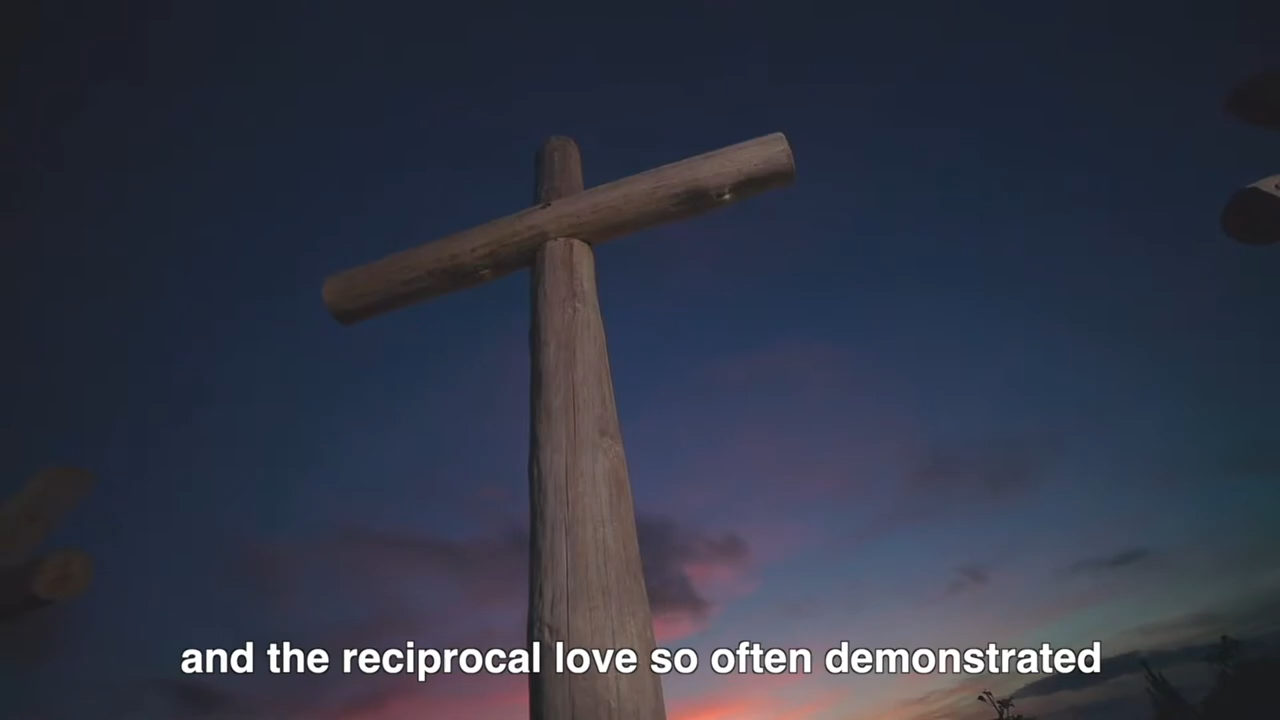 and the reciprocal love so often demonstrated